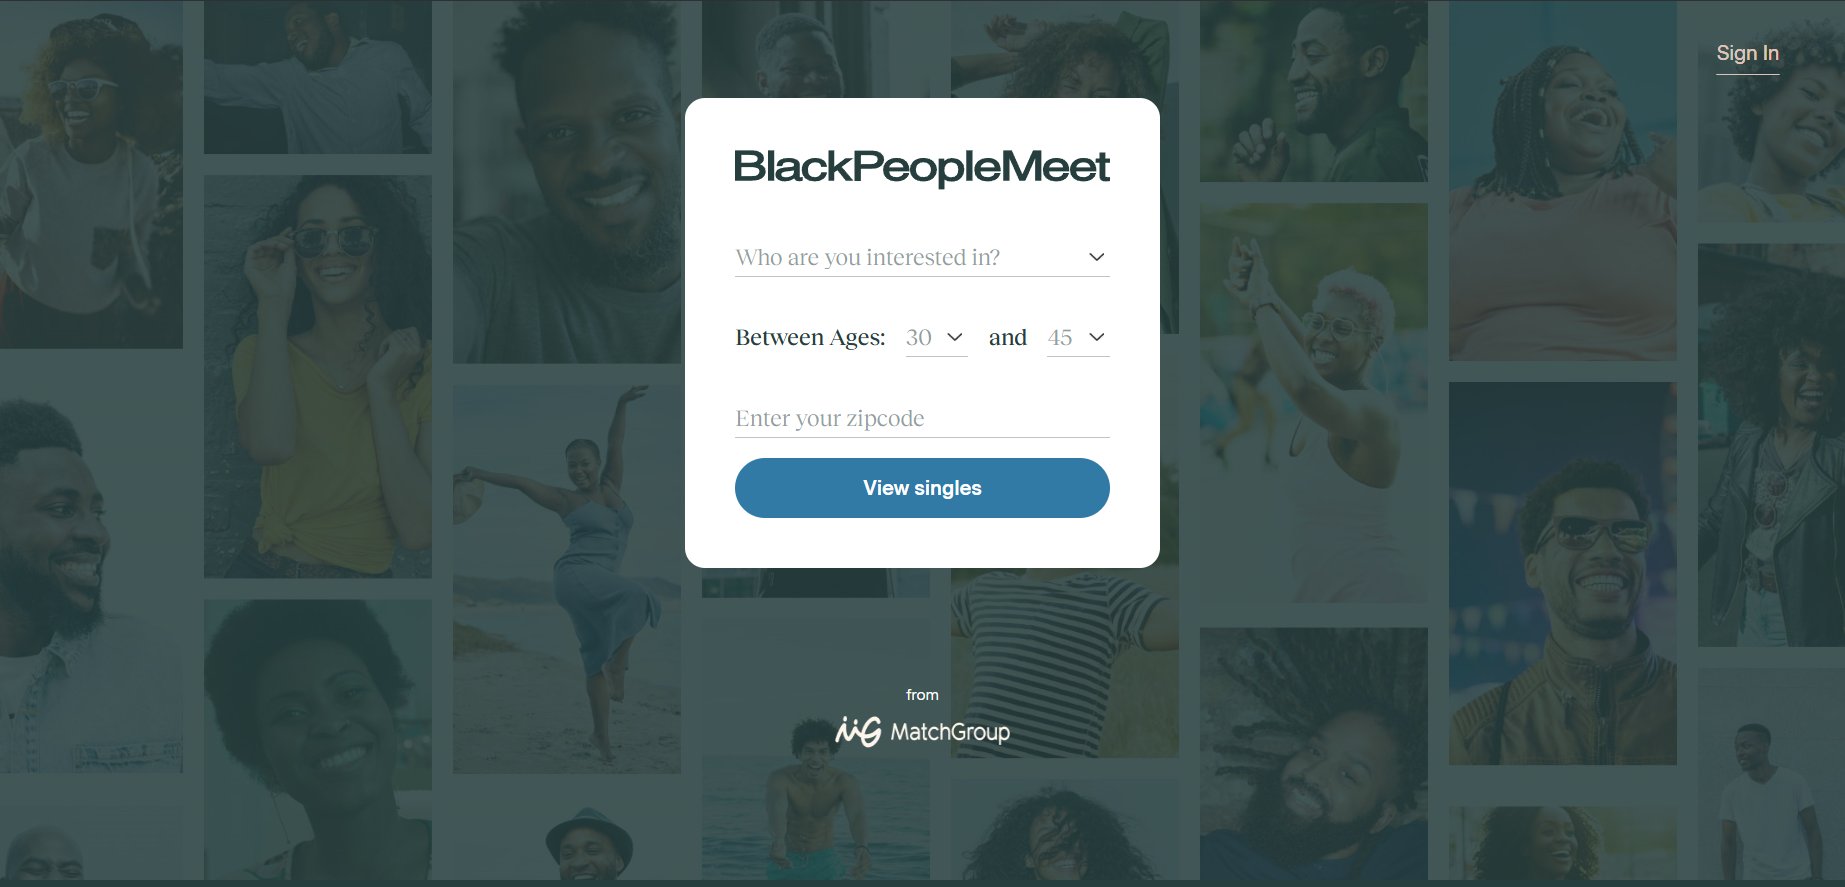 Sign In
BlackPeopleMeet
Who are you interested in?
Between Ages: 30 and 45
Enter your zipcode
View singles
from
MG MatchGroup